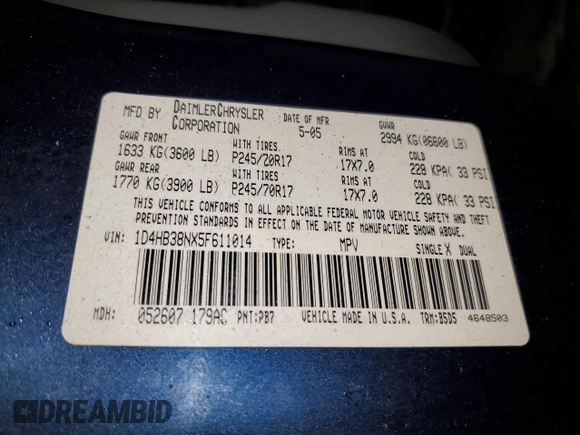 MFD BY DAIMLERCHRYSLER CORPORATION DATE OF MFR 5-05 GVWR 2994 KG(06600 LB)
GAWR FRONT WITH TIRES RIMS AT COLD
1633 KG(3600 LB) P245/70R17 17X7.0 228 KPA( 33 PSI
GAWR REAR WITH TIRES RIMS AT COLD
1770 KG(3900 LB) P245/70R17 17X7.0 228 KPA( 33 PSI
THIS VEHICLE CONFORMS TO ALL APPLICABLE FEDERAL MOTOR VEHICLE SAFETY AND THEFT
PREVENTION STANDARDS IN EFFECT ON THE DATE OF MANUFACTURE SHOWN ABOVE.
VIN: 1D4HB38NX5F611014 TYPE: MPV SINGLE X DUAL
MDH: 052607 179AG PNT:PB7 VEHICLE MADE IN U.S.A. TRM:B5D5 4648503
DREAMBID